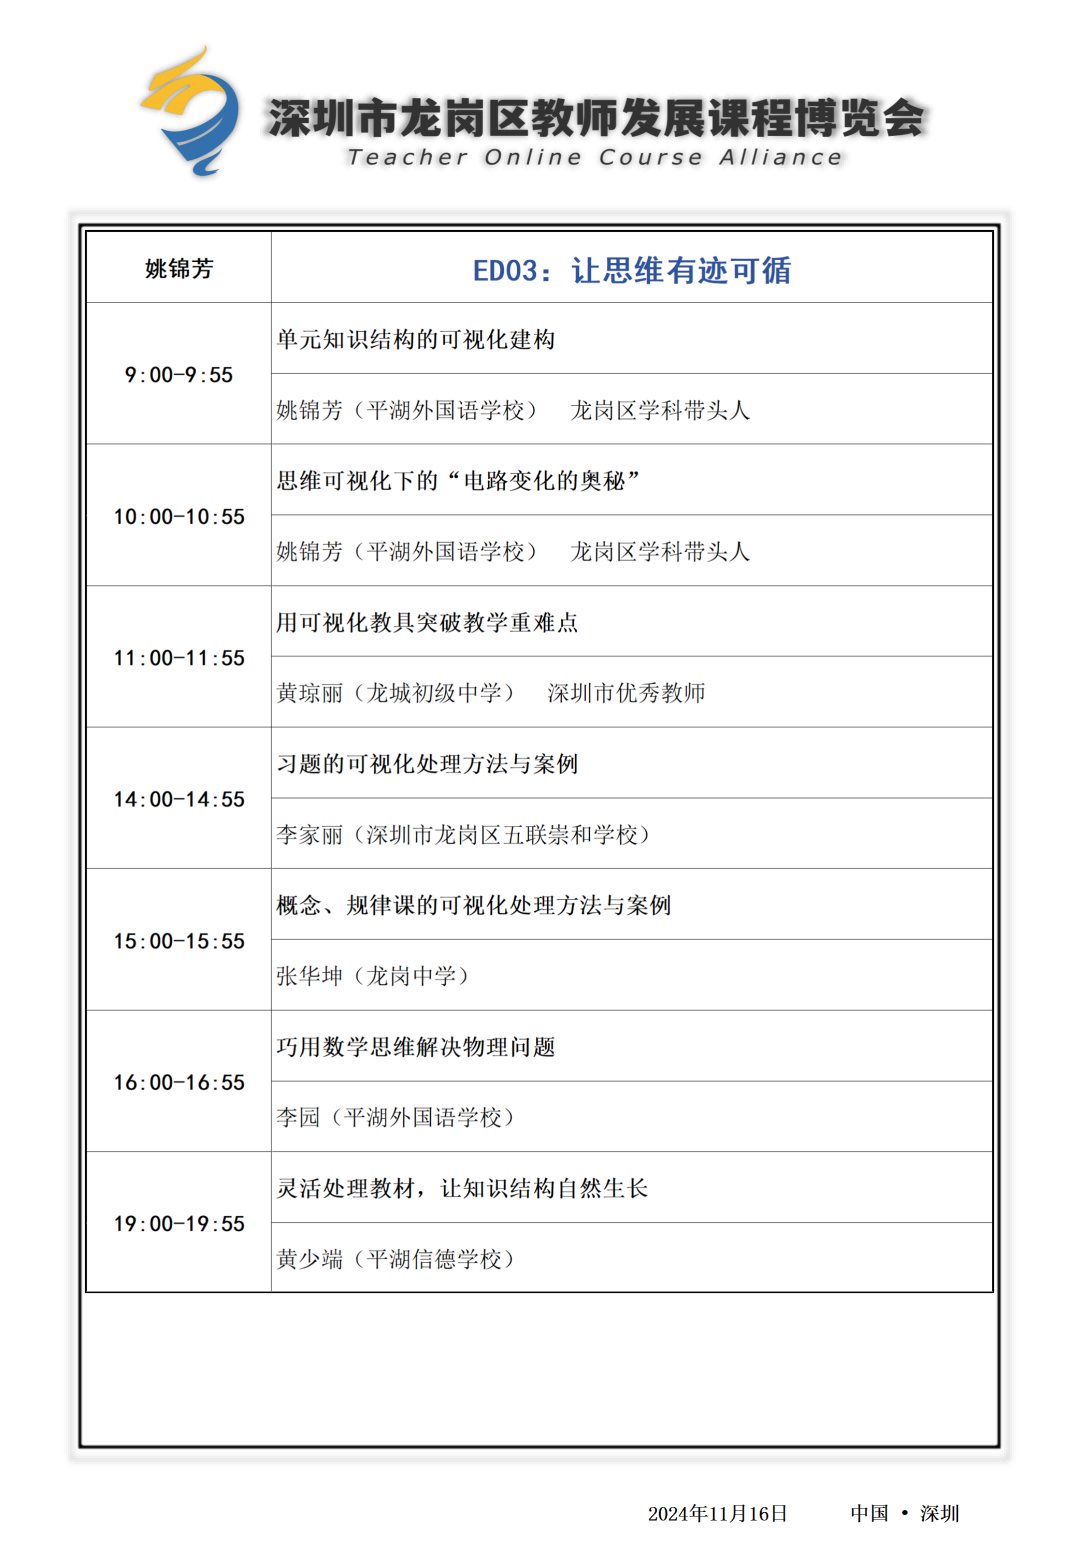 深圳市龙岗区教师发展课程博览会
Teacher Online Course Alliance
姚锦芳
ED03：让思维有迹可循
9:00-9:55
单元知识结构的可视化建构
姚锦芳（平湖外国语学校） 龙岗区学科带头人
10:00-10:55
思维可视化下的“电路变化的奥秘”
姚锦芳（平湖外国语学校） 龙岗区学科带头人
11:00-11:55
用可视化教具突破教学重难点
黄琼丽（龙城初级中学） 深圳市优秀教师
14:00-14:55
习题的可视化处理方法与案例
李家丽（深圳市龙岗区五联崇和学校）
15:00-15:55
概念、规律课的可视化处理方法与案例
张华坤（龙岗中学）
16:00-16:55
巧用数学思维解决物理问题
李园（平湖外国语学校）
19:00-19:55
灵活处理教材，让知识结构自然生长
黄少端（平湖信德学校）
2024年11月16日 中国 • 深圳